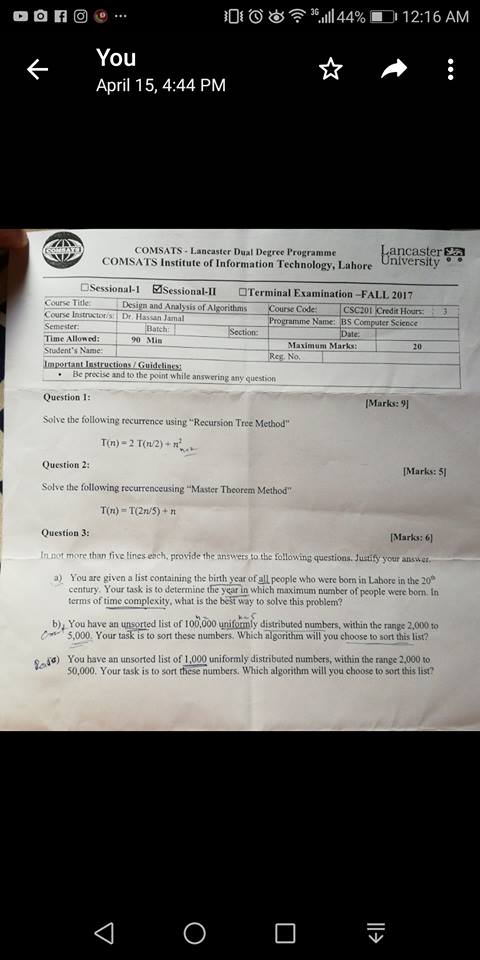 3G 44% 12:16 AM
You
April 15, 4:44 PM
COMSATS
COMSATS - Lancaster Dual Degree Programme
COMSATS Institute of Information Technology, Lahore
Lancaster
University
☐Sessional-1 ☑Sessional-II ☐Terminal Examination –FALL 2017
Course Title: Design and Analysis of Algorithms Course Code: CSC201 Credit Hours: 3
Course Instructor/s: Dr. Hassan Jamal Programme Name: BS Computer Science
Semester: Batch: Section: Date:
Time Allowed: 90 Min Maximum Marks: 20
Student's Name: Reg. No.
Important Instructions / Guidelines:
• Be precise and to the point while answering any question
Question 1: [Marks: 9]
Solve the following recurrence using "Recursion Tree Method"
T(n) = 2 T(n/2) + n²
Question 2: [Marks: 5]
Solve the following recurrenceusing "Master Theorem Method"
T(n) = T(2n/5) + n
Question 3: [Marks: 6]
In not more than five lines each, provide the answers to the following questions. Justify your answer.
a) You are given a list containing the birth year of all people who were born in Lahore in the 20th
century. Your task is to determine the year in which maximum number of people were born. In
terms of time complexity, what is the best way to solve this problem?
b) You have an unsorted list of 100,000 uniformly distributed numbers, within the range 2,000 to
5,000. Your task is to sort these numbers. Which algorithm will you choose to sort this list?
c) You have an unsorted list of 1,000 uniformly distributed numbers, within the range 2,000 to
50,000. Your task is to sort these numbers. Which algorithm will you choose to sort this list?